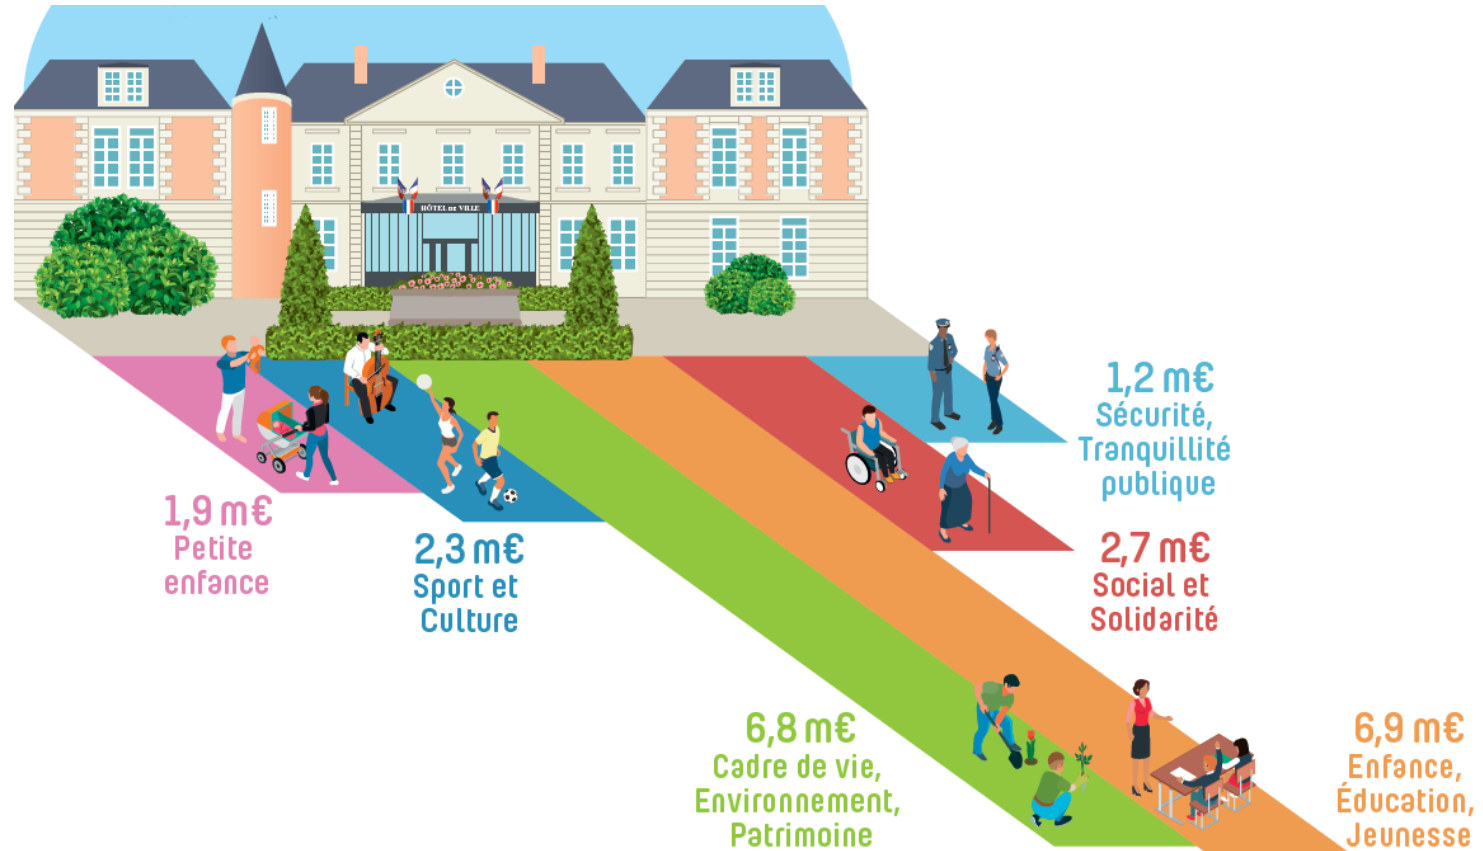 HÔTEL DE VILLE
1,2 m€
Sécurité,
Tranquillité
publique
1,9 m€
Petite
enfance
2,3 m€
Sport et
Culture
2,7 m€
Social et
Solidarité
6,8 m€
Cadre de vie,
Environnement,
Patrimoine
6,9 m€
Enfance,
Éducation,
Jeunesse